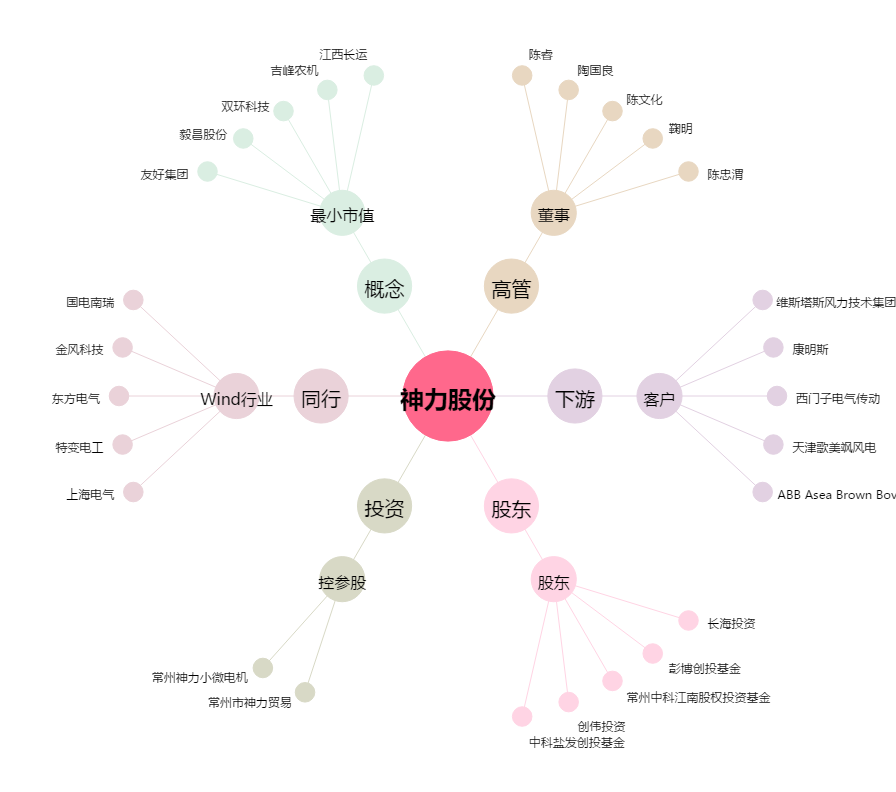 江西长运
吉峰农机
双环科技
毅昌股份
友好集团
最小市值
概念
陈睿
陶国良
陈文化
鞠明
陈忠渭
董事
高管
国电南瑞
金风科技
东方电气
特变电工
上海电气
Wind行业
同行
神力股份
下游
客户
维斯塔斯风力技术集团
康明斯
西门子电气传动
天津歌美飒风电
ABB Asea Brown Bov
投资
控参股
常州神力小微电机
常州市神力贸易
股东
股东
长海投资
彭博创投基金
常州中科江南股权投资基金
创伟投资
中科盐发创投基金